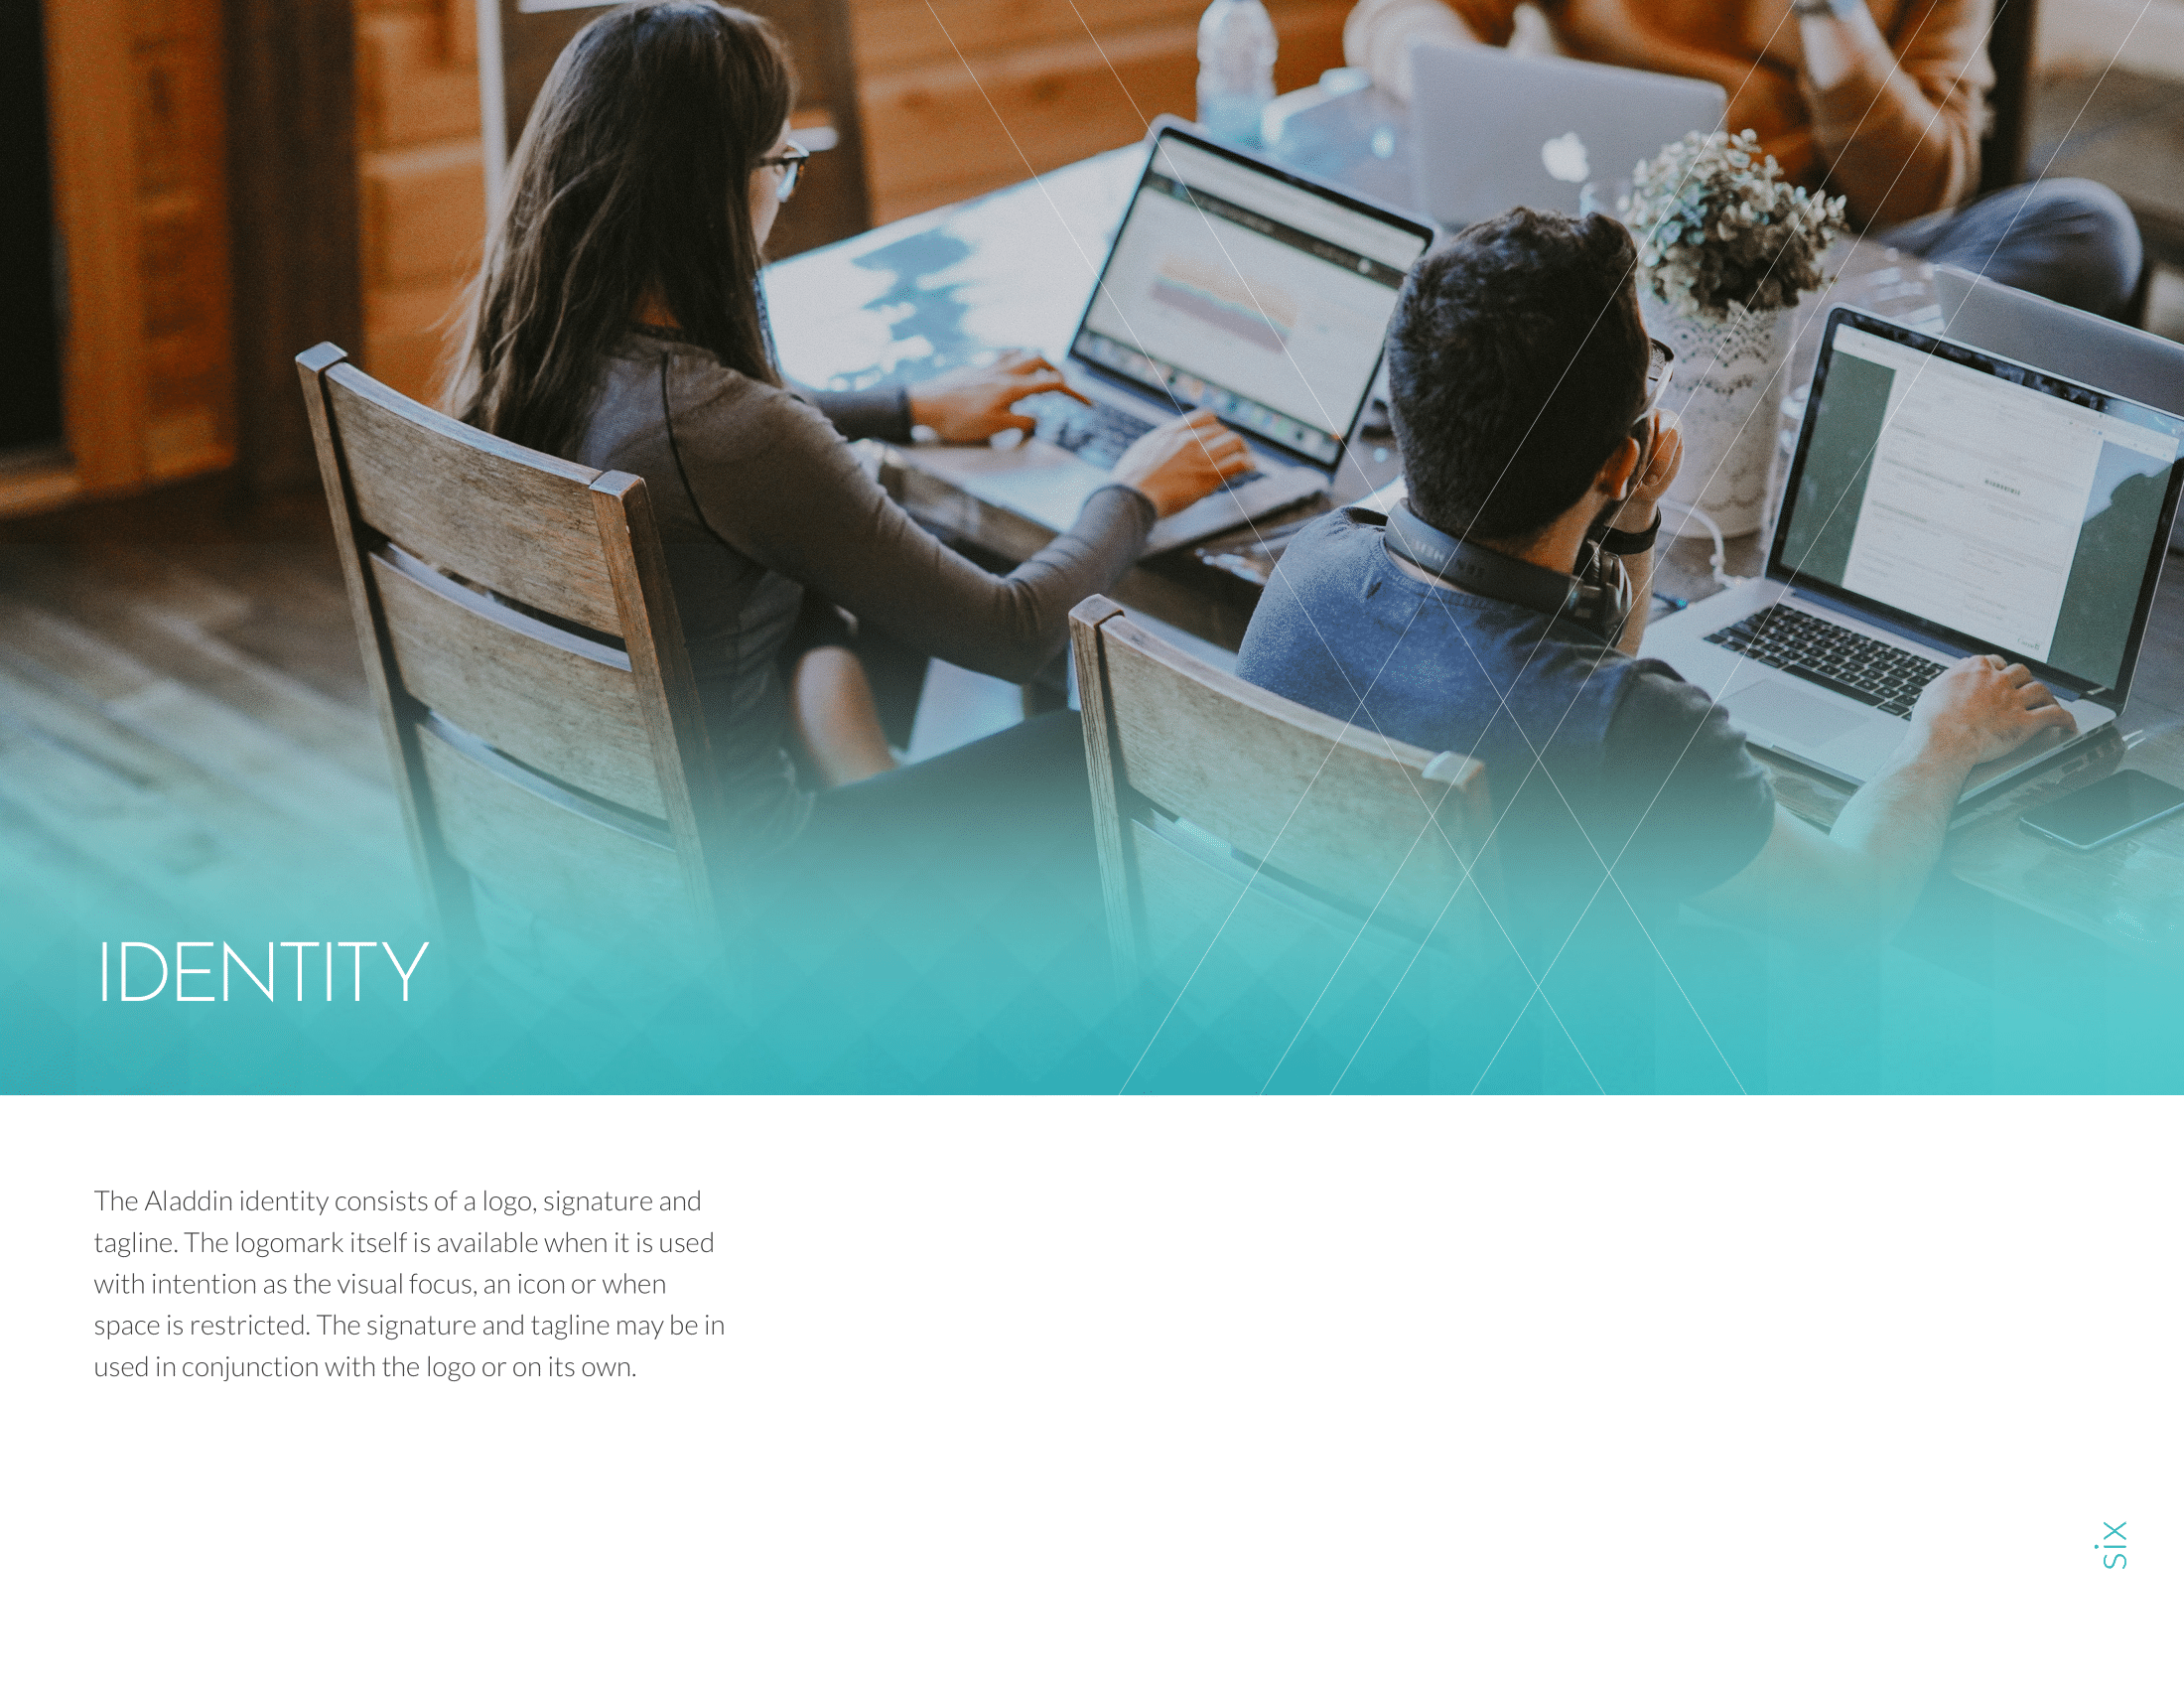 IDENTITY
The Aladdin identity consists of a logo, signature and
tagline. The logomark itself is available when it is used
with intention as the visual focus, an icon or when
space is restricted. The signature and tagline may be in
used in conjunction with the logo or on its own.
six